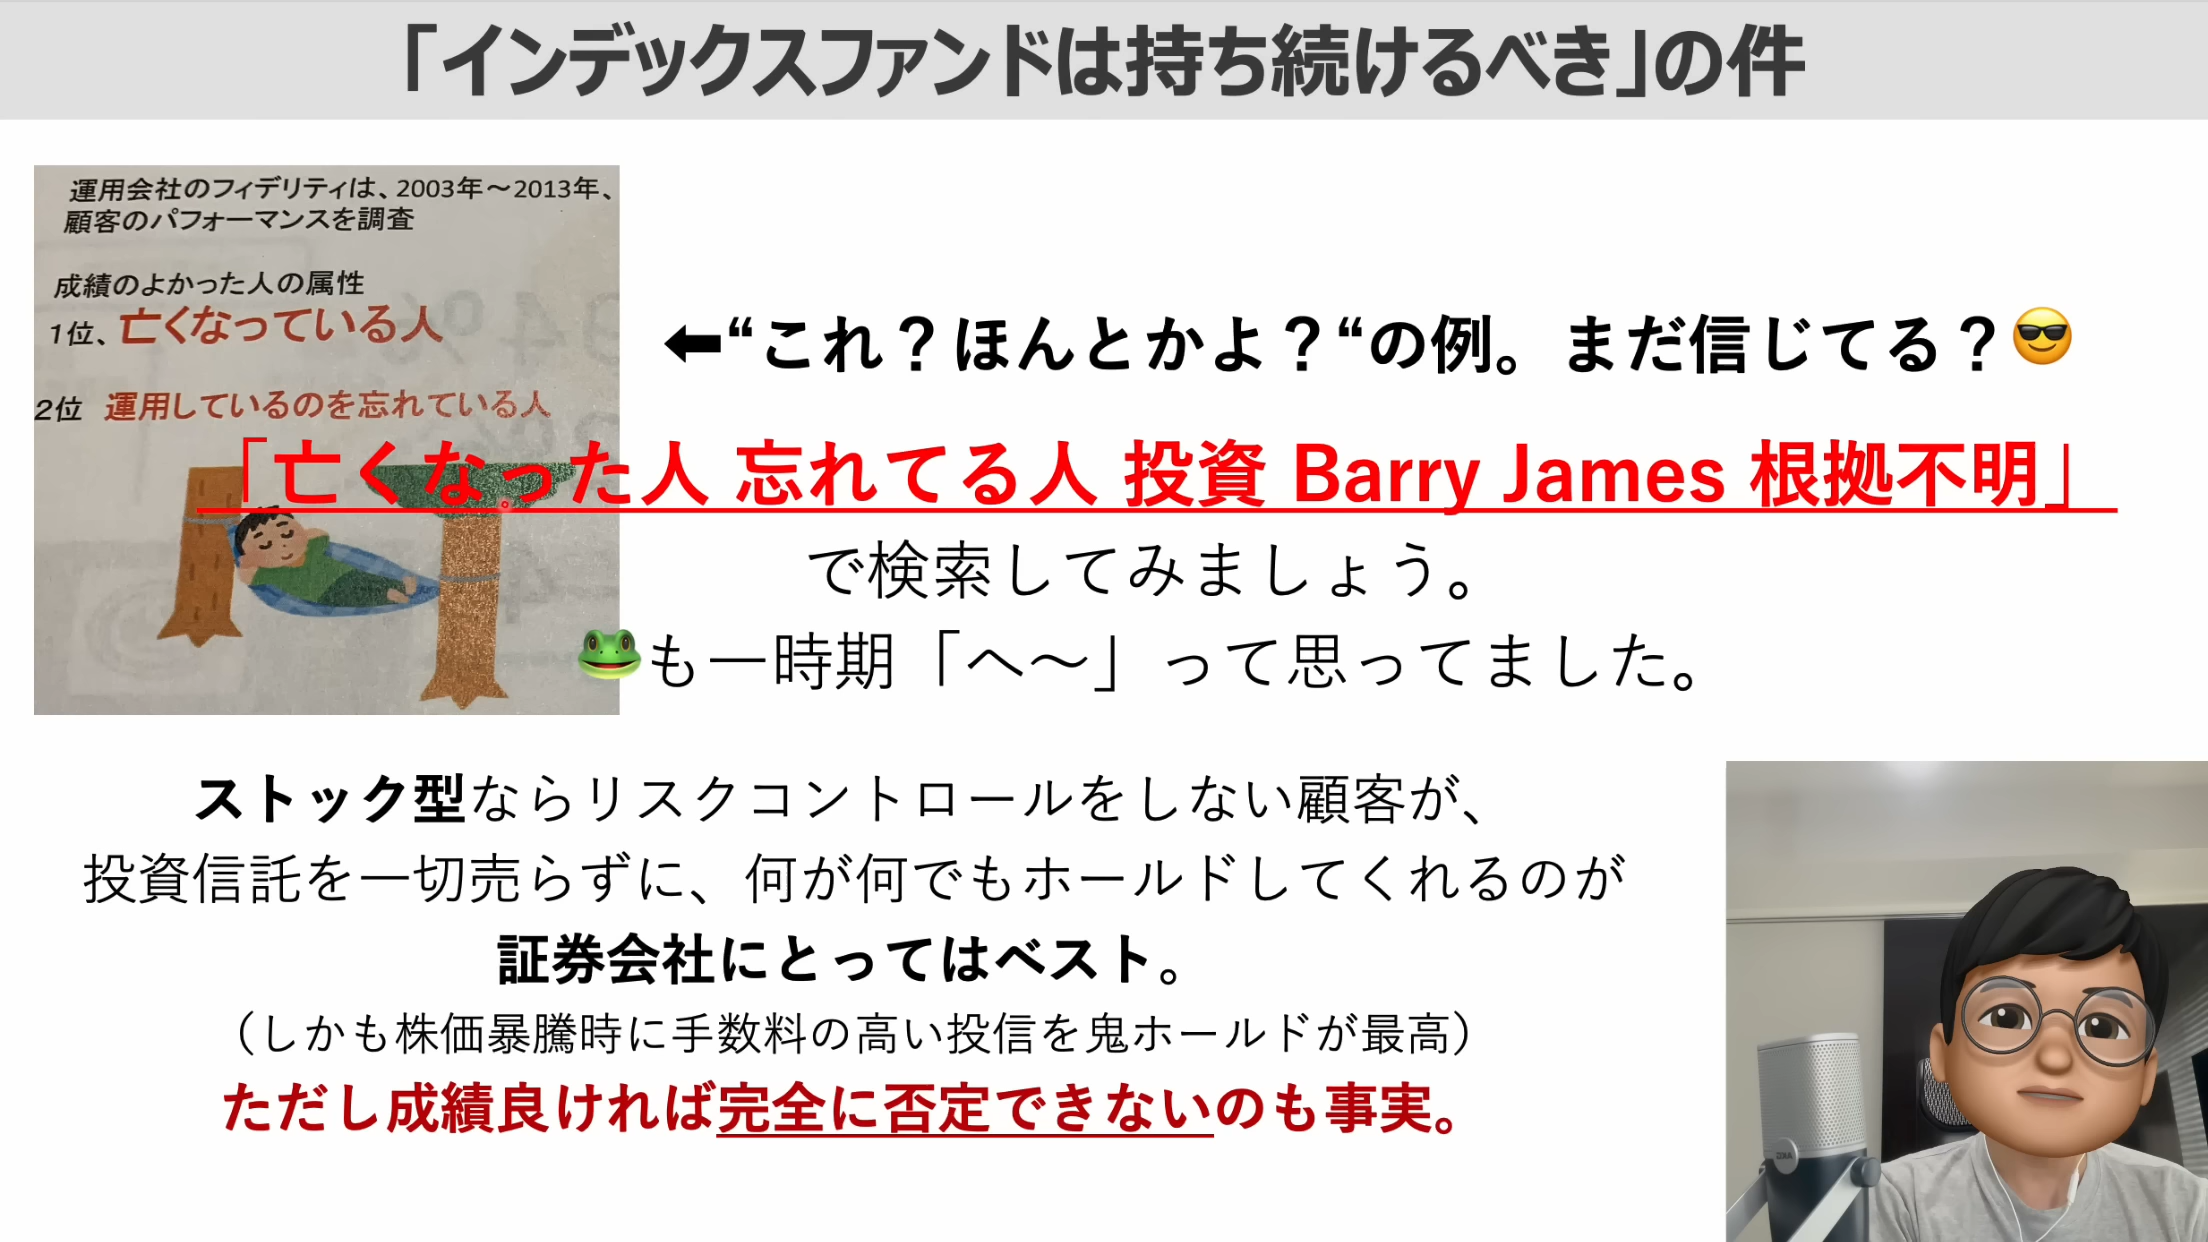 「インデックスファンドは持ち続けるべき」の件
運用会社のフィデリティは、2003年～2013年、
顧客のパフォーマンスを調査
成績のよかった人の属性
1位、亡くなっている人
2位 運用しているのを忘れている人
⬅“これ？ほんとかよ？“の例。まだ信じてる？😎
「亡くなった人 忘れてる人 投資 Barry James 根拠不明」
で検索してみましょう。
🐸も一時期「へ～」って思ってました。
ストック型ならリスクコントロールをしない顧客が、
投資信託を一切売らずに、何が何でもホールドしてくれるのが
証券会社にとってはベスト。
（しかも株価暴騰時に手数料の高い投信を鬼ホールドが最高）
ただし成績良ければ完全に否定できないのも事実。